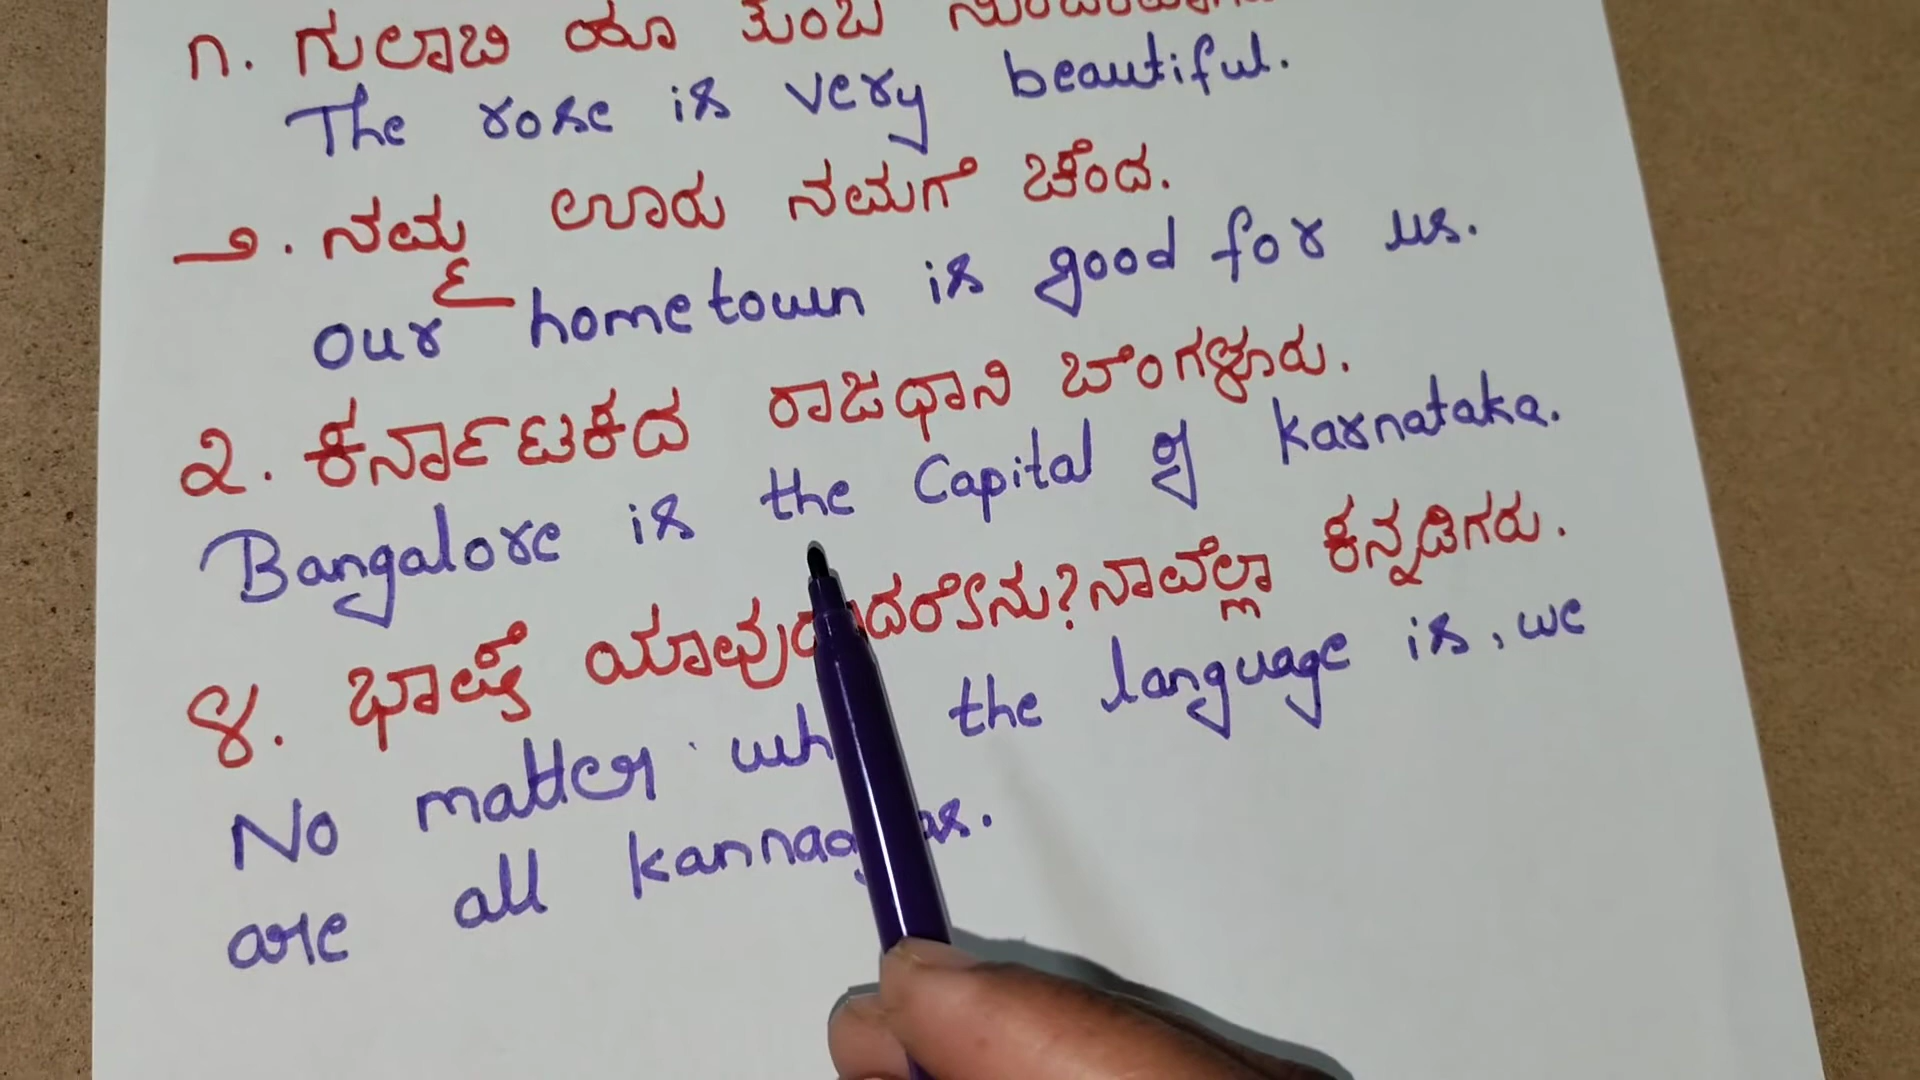 ೧. ಗುಲಾಬಿ ಹೂ ತುಂಬ
The rose is very beautiful.
೨. ನಮ್ಮ ಊರು ನಮಗೆ ಚೆಂದ.
our hometown is good for us.
೩. ಕರ್ನಾಟಕದ ರಾಜಧಾನಿ ಬೆಂಗಳೂರು.
Bangalore is the Capital of karnataka.
೪. ಭಾಷೆ ನಾವೆಲ್ಲಾ ಕನ್ನಡಿಗರು.
No matter the language is, we
are all